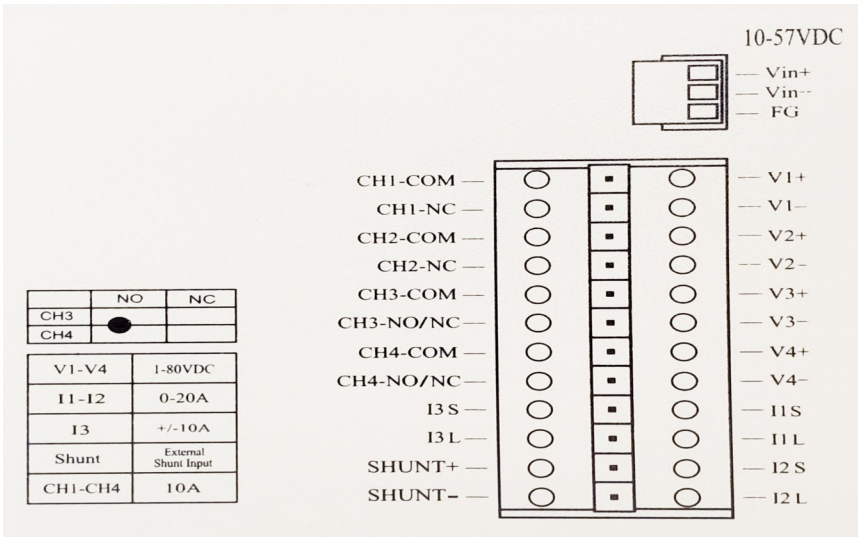 10-57VDC
Vin+
Vin--
FG
CH1-COM V1+
CH1-NC V1-
CH2-COM V2+
CH2-NC V2-
CH3-COM V3+
CH3-NO/NC V3-
CH4-COM V4+
CH4-NO/NC V4-
I3 S I1 S
I3 L I1 L
SHUNT+ I2 S
SHUNT- I2 L
NO NC
CH3
CH4
V1-V4 1-80VDC
I1-I2 0-20A
I3 +/-10A
Shunt External
Shunt Input
CH1-CH4 10A